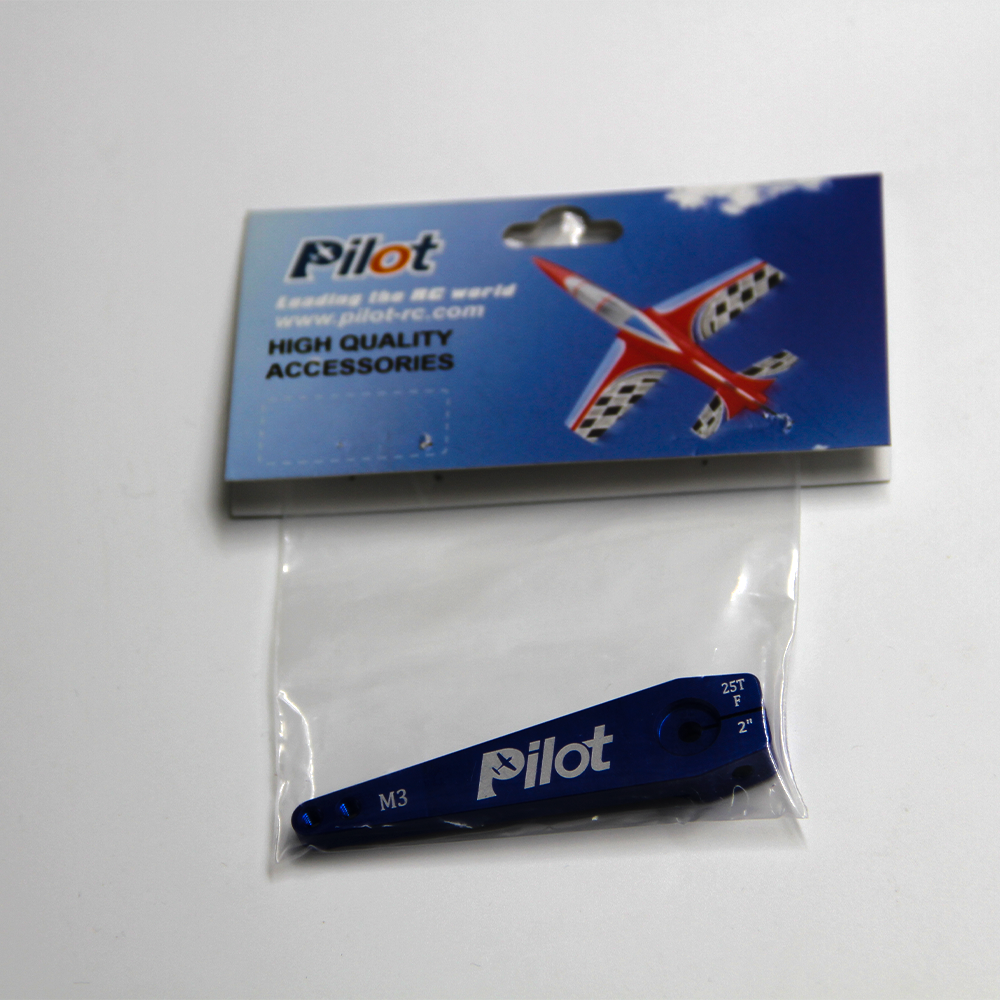 Pilot
Leading the RC world
www.pilot-rc.com
HIGH QUALITY
ACCESSORIES
25T
F
2"
Pilot
M3